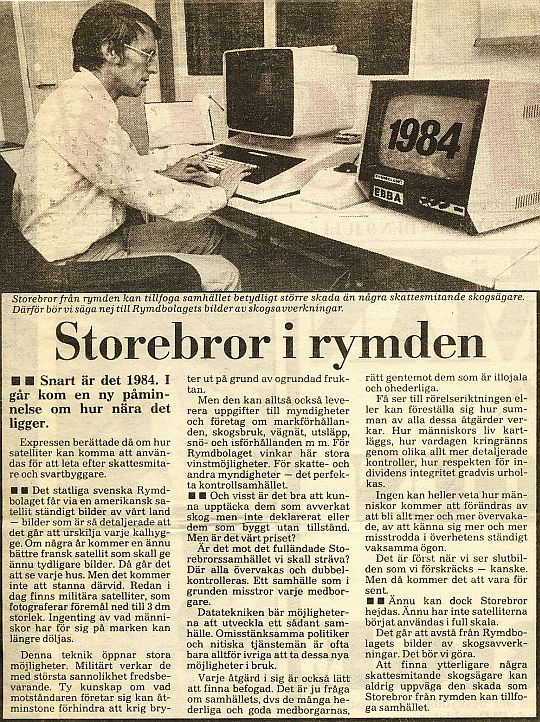 1984
EBBA
Storebror från rymden kan tillfoga samhället betydligt större skada än några skattesmitande skogsägare.
Därför bör vi säga nej till Rymdbolagets bilder av skogsavverkningar.
Storebror i rymden
■ ■ Snart är det 1984. I
går kom en ny påmin-
nelse om hur nära det
ligger.
Expressen berättade då om hur
satelliter kan komma att använ-
das för att leta efter skattesmita-
re och svartbyggare.
■ ■ Det statliga svenska Rymd-
bolaget får via en amerikansk sa-
tellit ständigt bilder av vårt land
— bilder som är så detaljerade att
det går att urskilja varje kalhyg-
ge. Om några år kommer en ännu
bättre fransk satellit som skall ge
ännu tydligare bilder. Då går det
att se varje hus. Men det kommer
inte att stanna därvid. Redan i
dag finns militära satelliter, som
fotograferar föremål ned till 3 dm
storlek. Ingenting av vad männi-
skor har för sig på marken kan
längre döljas.
Denna teknik öppnar stora
möjligheter. Militärt verkar de
med största sannolikhet fredsbe-
varande. Ty kunskap om vad
motståndaren företar sig kan åt-
minstone förhindra att krig bry-
ter ut på grund av ogrundad fruk-
tan.
Men den kan alltså också leve-
rera uppgifter till myndigheter
och företag om markförhållan-
den, skogsbruk, vägnät, utsläpp,
snö- och isförhållanden m m. För
Rymdbolaget vinkar här stora
vinstmöjligheter. För skatte- och
andra myndigheter — det perfek-
ta kontrollsamhället.
■ ■ Och visst är det bra att kun-
na upptäcka dem som avverkat
skog men inte deklarerat eller
dem som byggt utan tillstånd.
Men är det värt priset?
Är det mot det fulländade Sto-
rebrorssamhället vi skall sträva?
Där alla övervakas och dubbel-
kontrolleras. Ett samhälle som i
grunden misstror varje medbor-
gare.
Datatekniken bär möjligheter-
na att utveckla ett sådant sam-
hälle. Omisstänksamma politiker
och nitiska tjänstemän är ofta
bara alltför ivriga att ta dessa nya
möjligheter i bruk.
Varje åtgärd i sig är också lätt
att finna befogad. Det är ju fråga
om samhällets, dvs de många he-
derliga och goda medborgarnas,
rätt gentemot dem som är illojala
och ohederliga.
Få ser till rörelseriktningen el-
ler kan föreställa sig hur sum-
man av alla dessa åtgärder ver-
kar. Hur människors liv kart-
läggs, hur vardagen kringränns
genom olika allt mer detaljerade
kontroller, hur respekten för in-
dividens integritet gradvis urhol-
kas.
Ingen kan heller veta hur män-
niskor kommer att förändras av
att bli allt mer och mer övervaka-
de, av att känna sig mer och mer
misstrodda i överhetens ständigt
vaksamma ögon.
Det är först när vi ser slutbil-
den som vi förskräcks — kanske.
Men då kommer det att vara för
sent.
■ ■ Ännu kan dock Storebror
hejdas. Ännu har inte satelliterna
börjat användas i full skala.
Det går att avstå från Rymdbo-
lagets bilder av skogsavverk-
ningar. Det bör vi göra.
Att finna ytterligare några
skattesmitande skogsägare kan
aldrig uppväga den skada som
Storebror från rymden kan tillfo-
ga samhället.